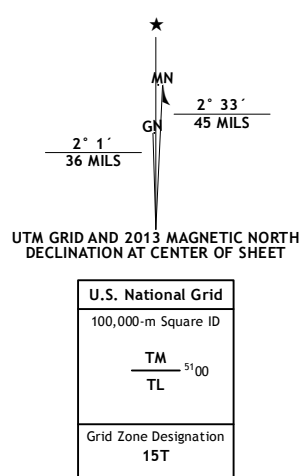 ★
MN
GN
2° 33´
45 MILS
2° 1´
36 MILS
UTM GRID AND 2013 MAGNETIC NORTH
DECLINATION AT CENTER OF SHEET
U.S. National Grid
100,000-m Square ID
TM
5100
TL
Grid Zone Designation
15T